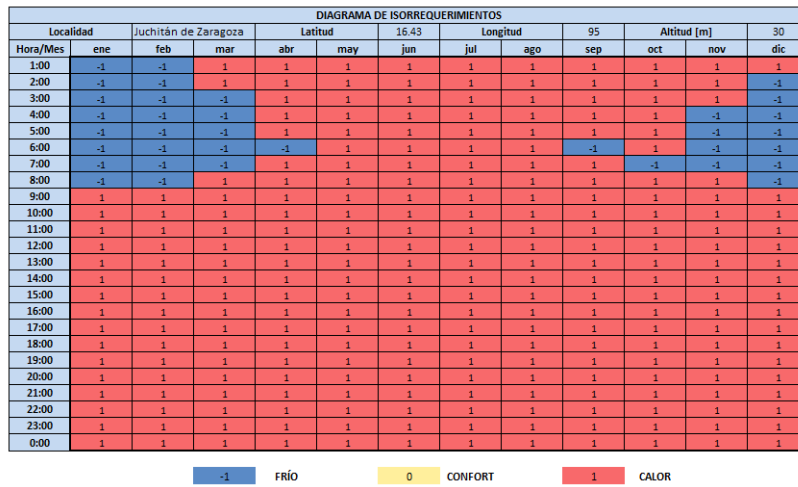 DIAGRAMA DE ISORREQUERIMIENTOS
Localidad Juchitán de Zaragoza Latitud 16.43 Longitud 95 Altitud [m] 30
Hora/Mes ene feb mar abr may jun jul ago sep oct nov dic
1:00 -1 -1 1 1 1 1 1 1 1 1 1 1
2:00 -1 -1 1 1 1 1 1 1 1 1 1 -1
3:00 -1 -1 -1 1 1 1 1 1 1 1 1 -1
4:00 -1 -1 -1 1 1 1 1 1 1 1 -1 -1
5:00 -1 -1 -1 1 1 1 1 1 1 1 -1 -1
6:00 -1 -1 -1 -1 1 1 1 1 -1 1 -1 -1
7:00 -1 -1 -1 1 1 1 1 1 1 -1 -1 -1
8:00 -1 -1 1 1 1 1 1 1 1 1 1 -1
9:00 1 1 1 1 1 1 1 1 1 1 1 1
10:00 1 1 1 1 1 1 1 1 1 1 1 1
11:00 1 1 1 1 1 1 1 1 1 1 1 1
12:00 1 1 1 1 1 1 1 1 1 1 1 1
13:00 1 1 1 1 1 1 1 1 1 1 1 1
14:00 1 1 1 1 1 1 1 1 1 1 1 1
15:00 1 1 1 1 1 1 1 1 1 1 1 1
16:00 1 1 1 1 1 1 1 1 1 1 1 1
17:00 1 1 1 1 1 1 1 1 1 1 1 1
18:00 1 1 1 1 1 1 1 1 1 1 1 1
19:00 1 1 1 1 1 1 1 1 1 1 1 1
20:00 1 1 1 1 1 1 1 1 1 1 1 1
21:00 1 1 1 1 1 1 1 1 1 1 1 1
22:00 1 1 1 1 1 1 1 1 1 1 1 1
23:00 1 1 1 1 1 1 1 1 1 1 1 1
0:00 1 1 1 1 1 1 1 1 1 1 1 1
-1 FRÍO 0 CONFORT 1 CALOR